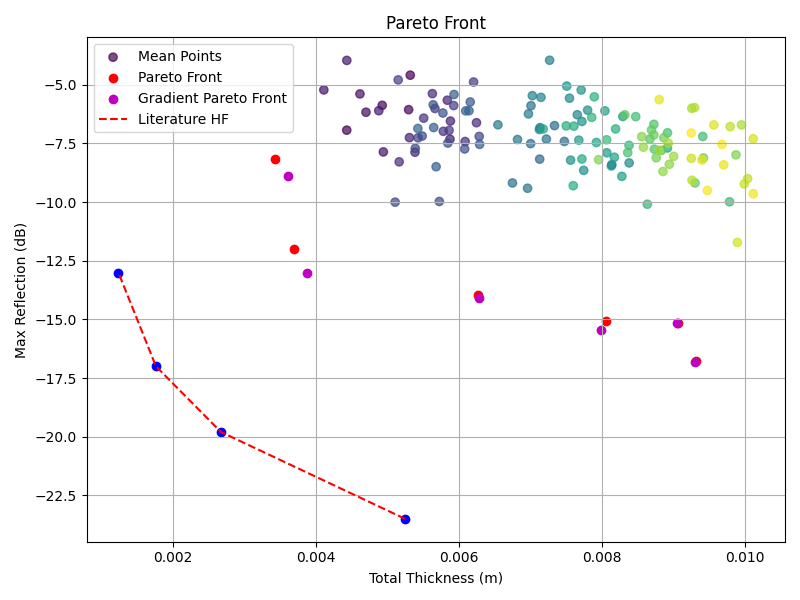 Pareto Front
Mean Points
Pareto Front
Gradient Pareto Front
Literature HF
Max Reflection (dB)
−5.0
−7.5
−10.0
−12.5
−15.0
−17.5
−20.0
−22.5
0.002 0.004 0.006 0.008 0.010
Total Thickness (m)